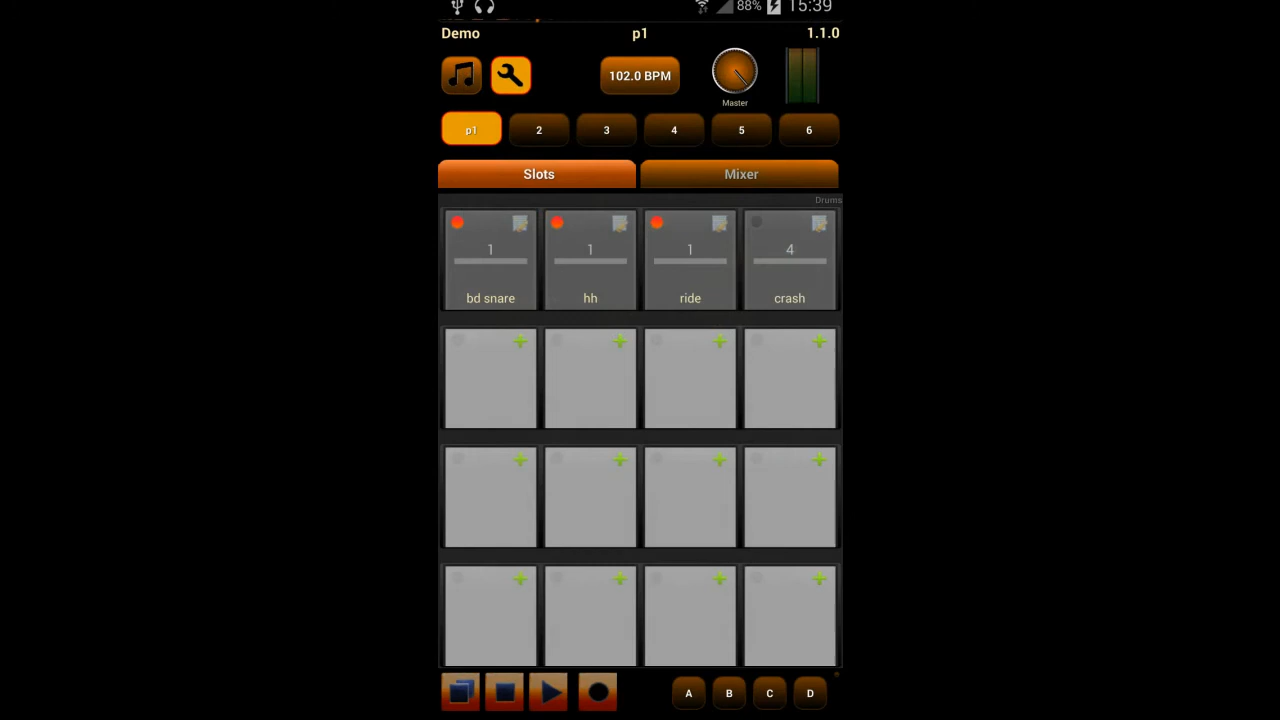 88% 15:39
Demo p1 1.1.0
102.0 BPM
Master
p1 2 3 4 5 6
Slots Mixer
Drums
1 1 1 4
bd snare hh ride crash
A B C D